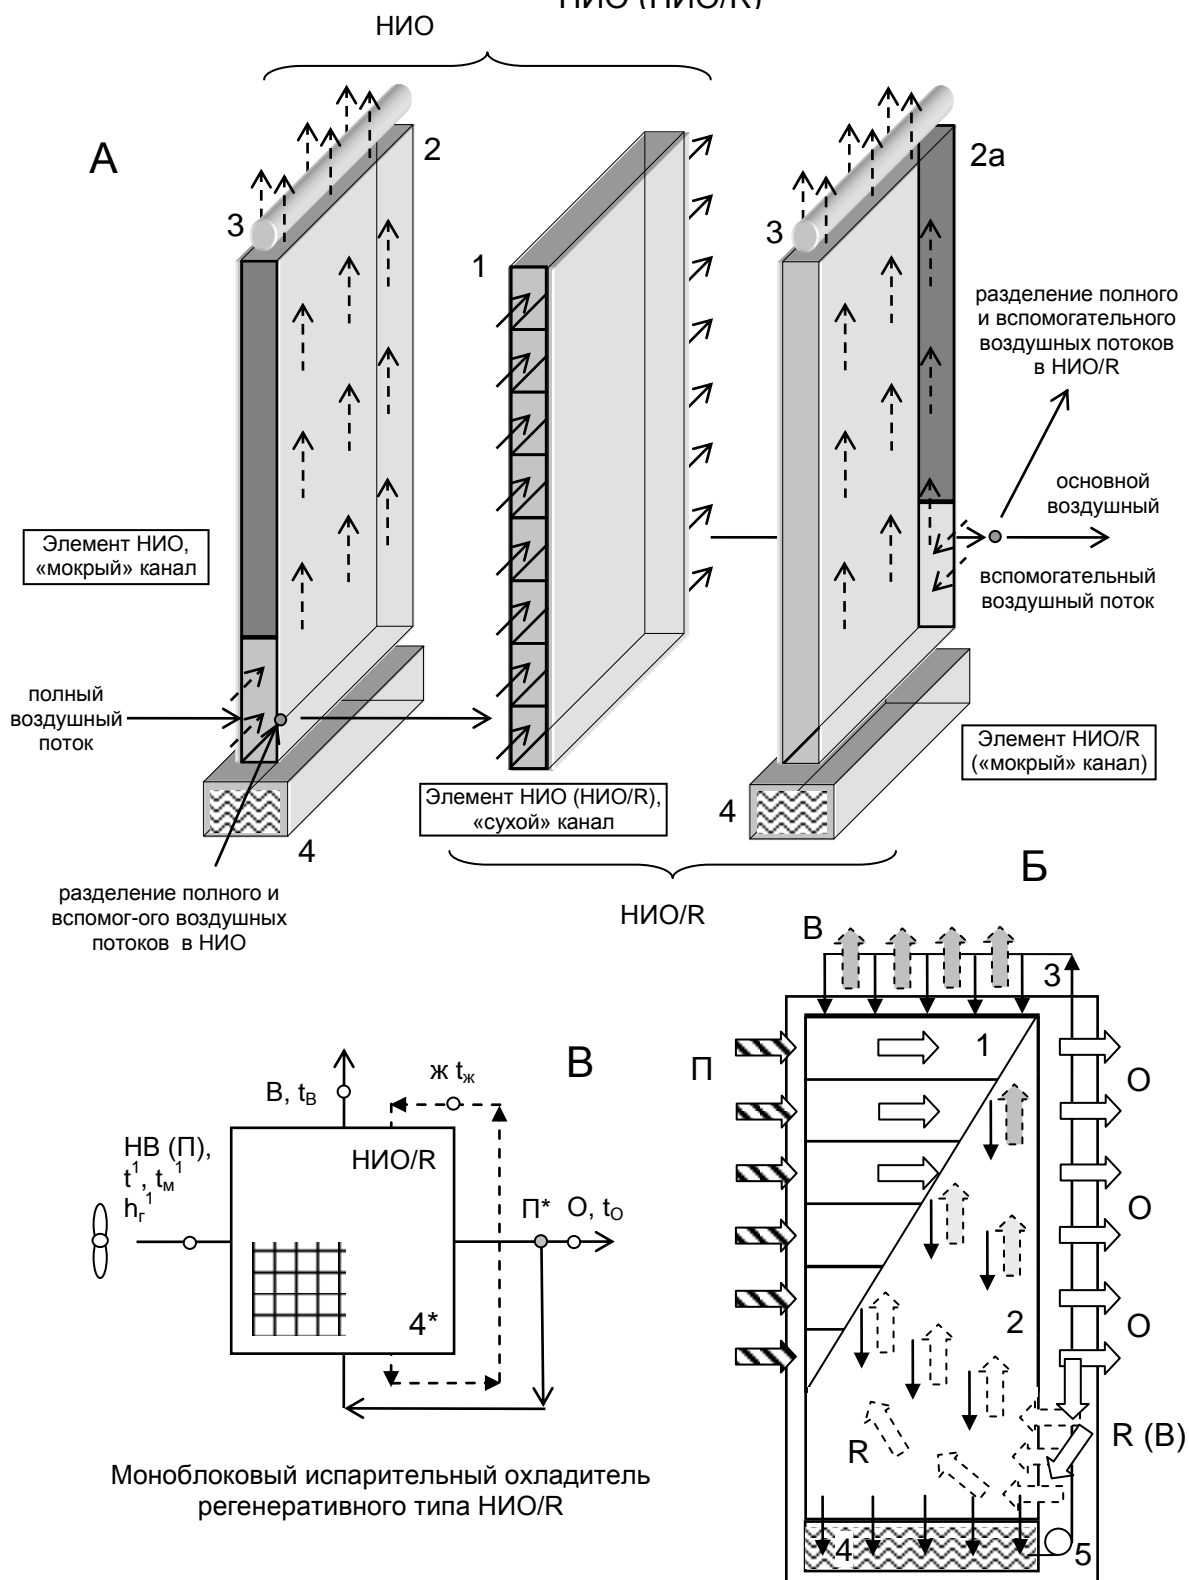 НИО (НИО/R)
НИО
А
2
2а
3
3
1
разделение полного
и вспомогательного
воздушных потоков
в НИО/R
основной
воздушный
Элемент НИО,
«мокрый» канал
вспомогательный
воздушный поток
полный
воздушный
поток
Элемент НИО/R
(«мокрый» канал)
Элемент НИО (НИО/R),
«сухой» канал
4
4
разделение полного и
вспомог-ого воздушных
потоков в НИО
НИО/R
Б
В
3
П
1
О
О
2
О
R
R (В)
4
5
В
В, tВ
ж tж
НВ (П),
t¹, tм¹
hг¹
НИО/R
П* О, tО
4*
Моноблоковый испарительный охладитель
регенеративного типа НИО/R